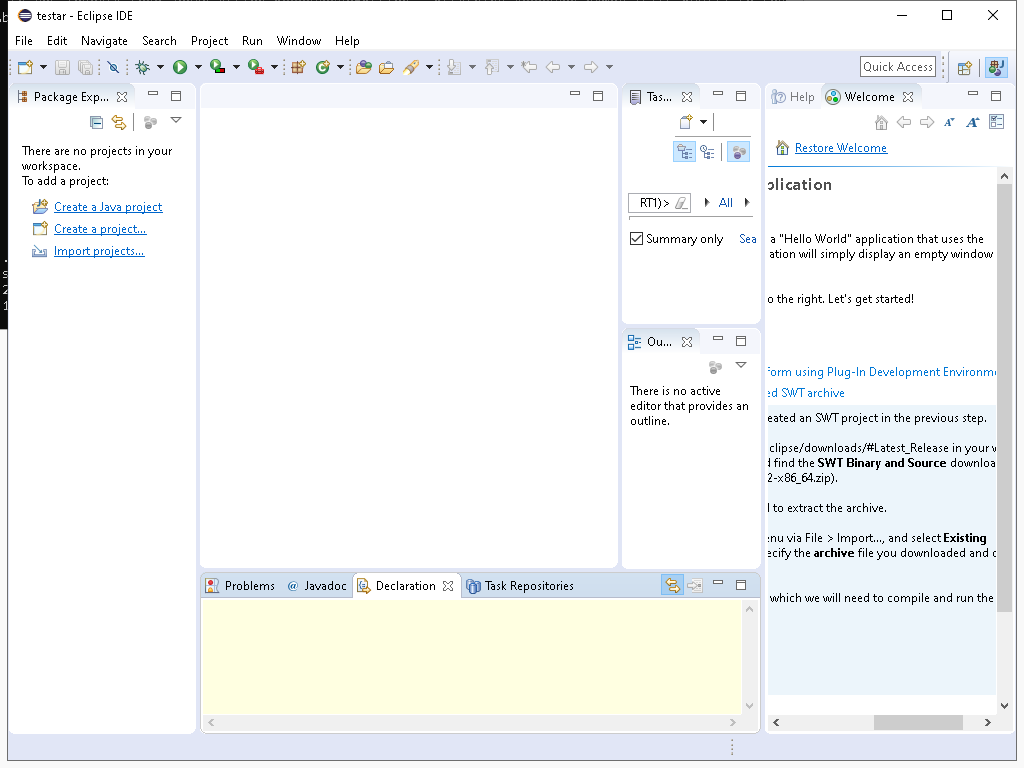 testar - Eclipse IDE
File Edit Navigate Search Project Run Window Help
Quick Access
Package Exp...
There are no projects in your
workspace.
To add a project:
Create a Java project
Create a project...
Import projects...
Tas...
RT1)> All
Summary only Sea
Ou...
There is no active
editor that provides an
outline.
Problems @ Javadoc Declaration Task Repositories
Help Welcome
Restore Welcome
plication
a "Hello World" application that uses the
ation will simply display an empty window
o the right. Let's get started!
form using Plug-In Development Environme
ed SWT archive
eated an SWT project in the previous step.
clipse/downloads/#Latest_Release in your w
d find the SWT Binary and Source downloa
2-x86_64.zip).
l to extract the archive.
enu via File > Import..., and select Existing
ecify the archive file you downloaded and c
which we will need to compile and run the